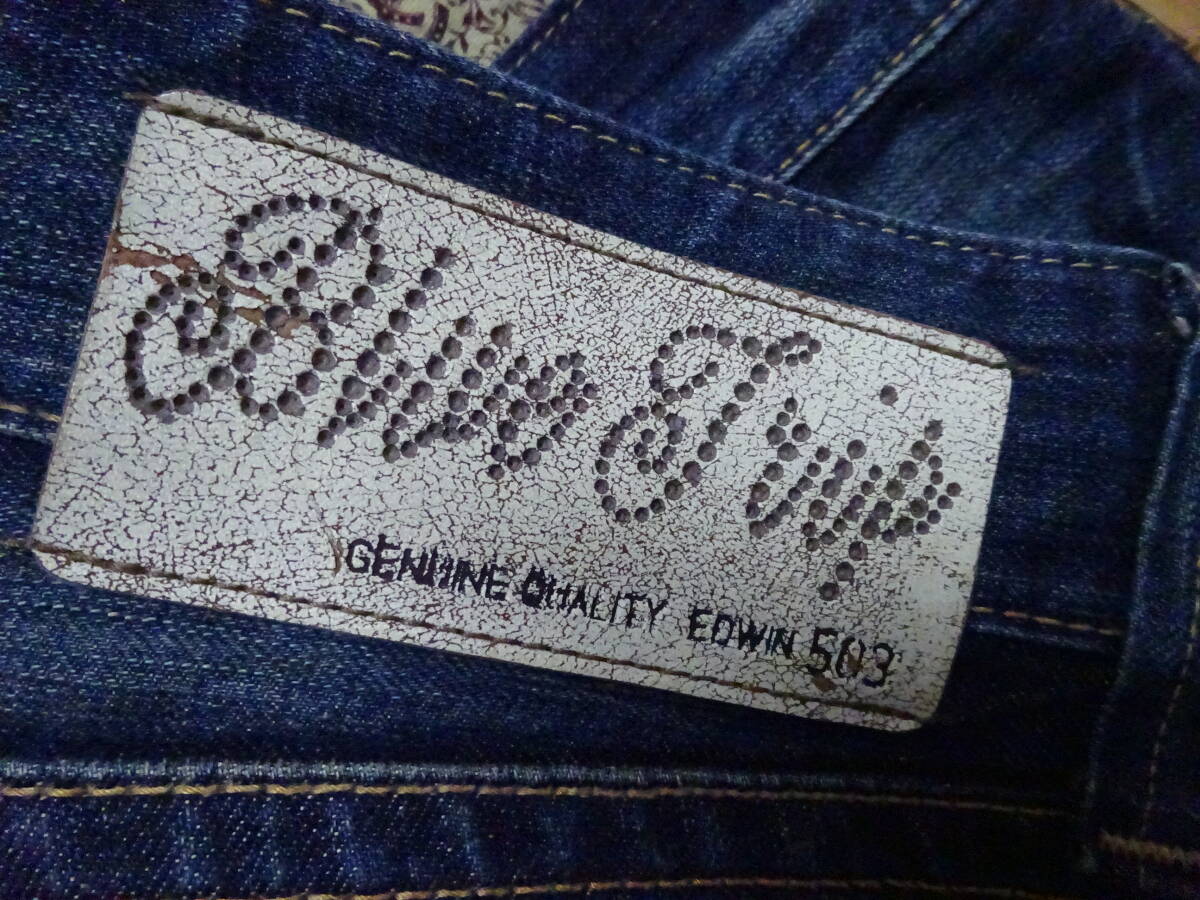 Blue Trip
GENUINE QUALITY EDWIN 503